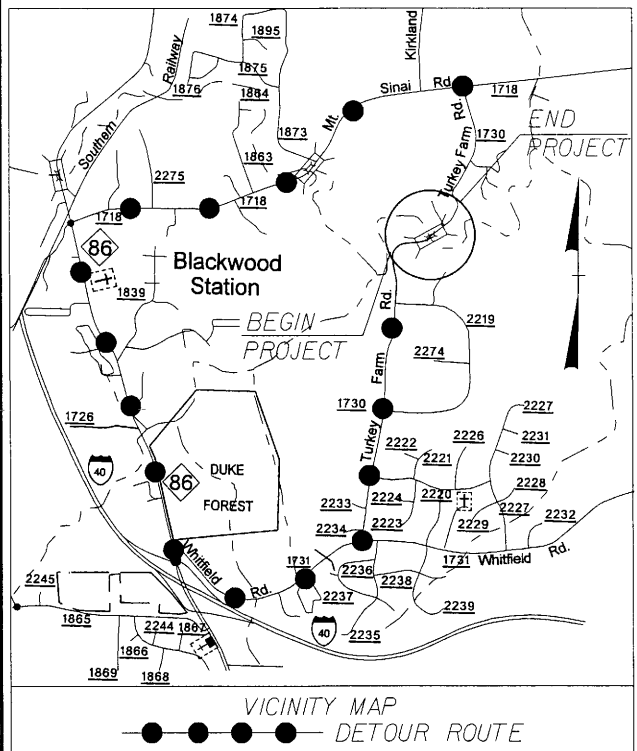 1874
1895
Kirkland
Railway
1875
1876
1864
Sinai Rd.
1718
Mt.
Rd.
END
PROJECT
Southern
1873
1730
1863
Turkey Farm
2275
1718
1718
86
Blackwood
Station
1839
BEGIN
PROJECT
Rd.
2219
2274
Farm
1730
2227
1726
2222
2226
2231
Turkey
2221
2230
40
DUKE
FOREST
86
2228
2224
2220
2227
2233
2232
2223
2229
2234
Whitfield
Rd.
1731
1731
Whitfield
Rd.
2236
2245
2238
2237
2239
1865
2244
1867
40
2235
1866
1869
1868
VICINITY MAP
DETOUR ROUTE